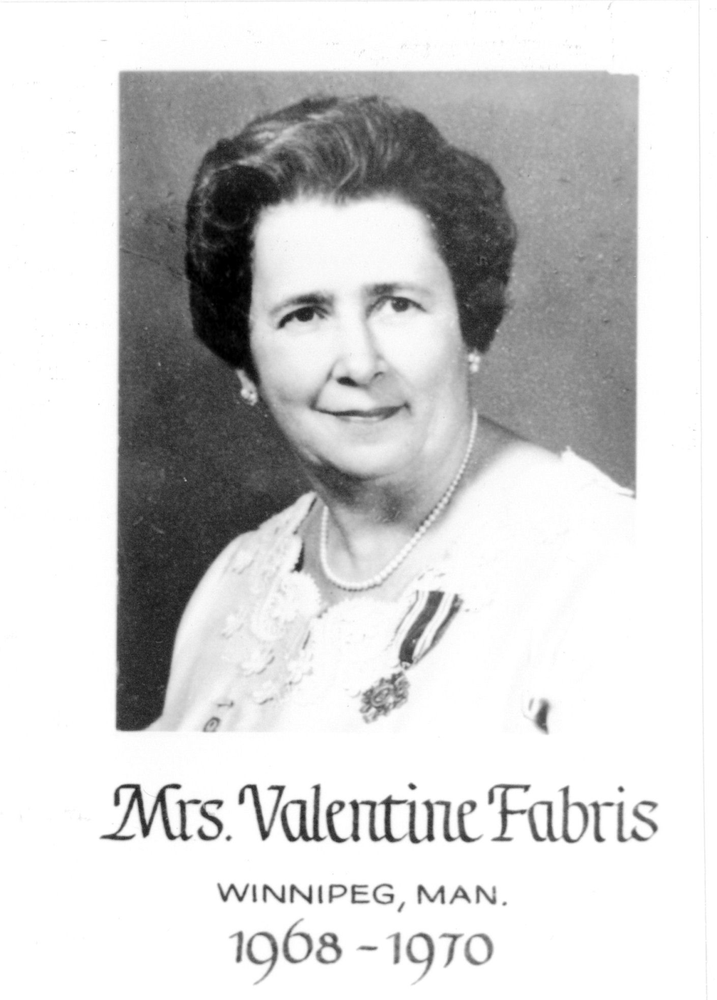 Mrs. Valentine Fabris
WINNIPEG, MAN.
1968 - 1970